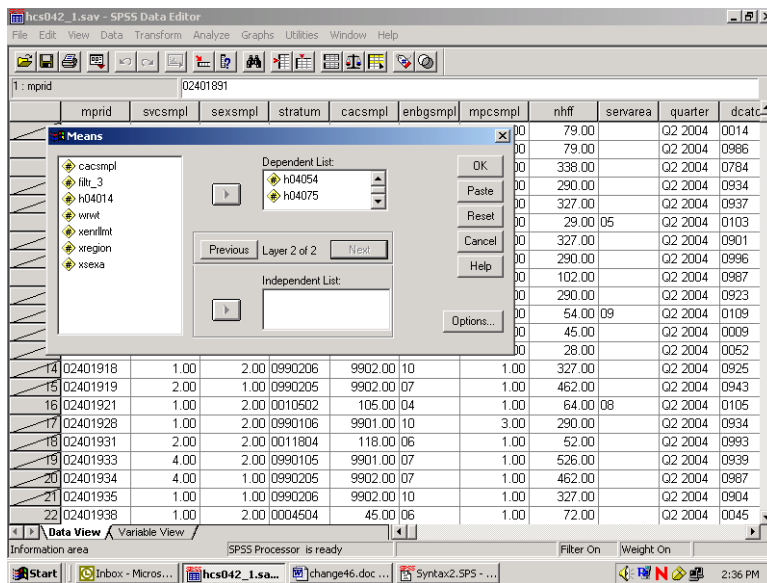 hcs042_1.sav - SPSS Data Editor
File Edit View Data Transform Analyze Graphs Utilities Window Help
1 : mprid 02401891
mprid svcsmpl sexsmpl stratum cacsmpl enbgsmpl mpcsmpl nhff servarea quarter dcatc
00 79.00 Q2 2004 0014
Means
00 79.00 Q2 2004 0986
cacsmpl
filtr_3
h04014
wrwt
xenrllmt
xregion
xsexa
Dependent List:
h04054
h04075
Previous Layer 2 of 2 Next
Independent List:
OK
Paste
Reset
Cancel
Help
Options...
00 338.00 Q2 2004 0784
00 290.00 Q2 2004 0934
00 327.00 Q2 2004 0937
00 29.00 05 Q2 2004 0103
00 327.00 Q2 2004 0901
00 290.00 Q2 2004 0996
00 102.00 Q2 2004 0987
00 290.00 Q2 2004 0923
00 54.00 09 Q2 2004 0109
00 45.00 Q2 2004 0009
00 28.00 Q2 2004 0052
14 02401918 1.00 2.00 0990206 9902.00 10 1.00 327.00 Q2 2004 0925
15 02401919 2.00 1.00 0990205 9902.00 07 1.00 462.00 Q2 2004 0943
16 02401921 1.00 2.00 0010502 105.00 04 1.00 64.00 08 Q2 2004 0105
17 02401928 1.00 2.00 0990106 9901.00 10 3.00 290.00 Q2 2004 0934
18 02401931 2.00 2.00 0011804 118.00 06 1.00 52.00 Q2 2004 0993
19 02401933 4.00 2.00 0990105 9901.00 07 1.00 526.00 Q2 2004 0939
20 02401934 4.00 1.00 0990205 9902.00 07 1.00 462.00 Q2 2004 0987
21 02401935 1.00 1.00 0990206 9902.00 10 1.00 327.00 Q2 2004 0904
22 02401938 1.00 2.00 0004504 45.00 06 1.00 72.00 Q2 2004 0045
Data View Variable View
Information area SPSS Processor is ready Filter On Weight On
Start Inbox - Micros... hcs042_1.sa... change46.doc ... Syntax2.SPS - ... 2:36 PM